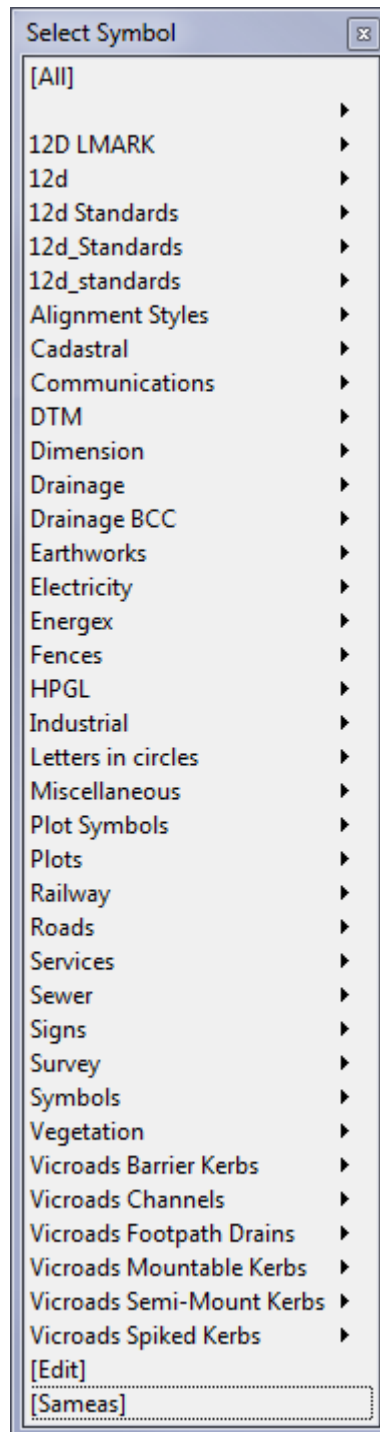 Select Symbol
[All]
12D LMARK
12d
12d Standards
12d_Standards
12d_standards
Alignment Styles
Cadastral
Communications
DTM
Dimension
Drainage
Drainage BCC
Earthworks
Electricity
Energex
Fences
HPGL
Industrial
Letters in circles
Miscellaneous
Plot Symbols
Plots
Railway
Roads
Services
Sewer
Signs
Survey
Symbols
Vegetation
Vicroads Barrier Kerbs
Vicroads Channels
Vicroads Footpath Drains
Vicroads Mountable Kerbs
Vicroads Semi-Mount Kerbs
Vicroads Spiked Kerbs
[Edit]
[Sameas]